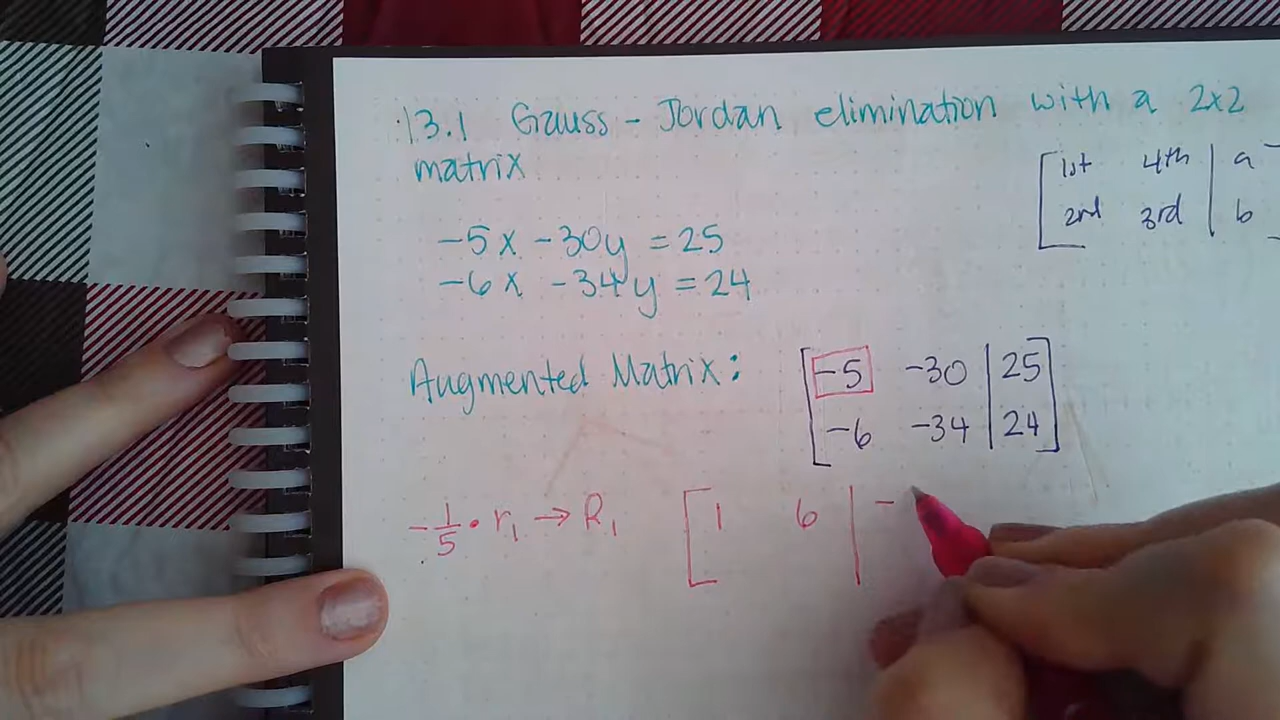 13.1 Gauss-Jordan elimination with a 2x2
matrix
1st 4th | a
2nd 3rd | b
-5x -30y = 25
-6x -34y = 24
Augmented Matrix: [-5 -30 | 25]
[-6 -34 | 24]
-1/5 • r₁ → R₁ [1 6 | -